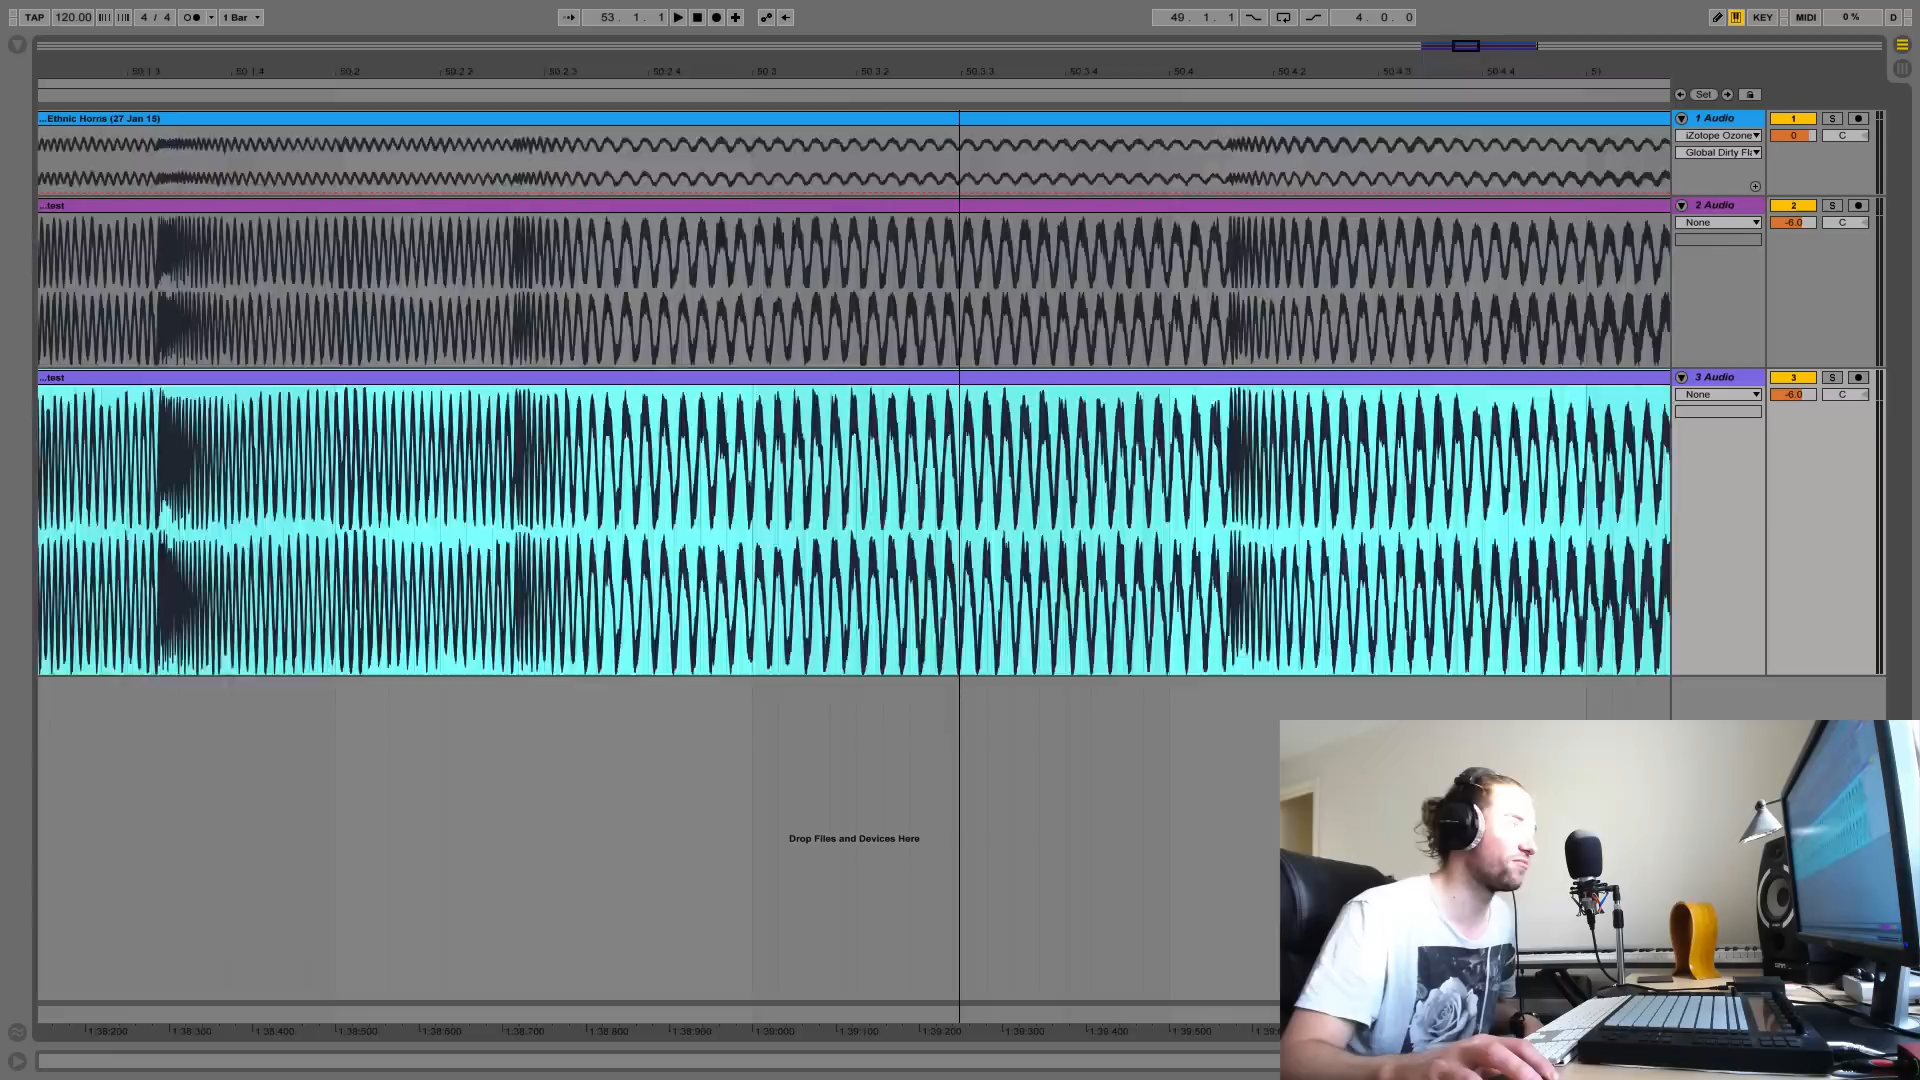 TAP 120.00 4 / 4 1 Bar 53 . 1 . 1 49 . 1 . 1 4 . 0 . 0 KEY MIDI 0 % D
50.1.3 50.1.4 50.2 50.2.2 50.2.3 50.2.4 50.3 50.3.2 50.3.3 50.3.4 50.4 50.4.2 50.4.3 50.4.4 51
Set
...Ethnic Horns (27 Jan 15) 1 Audio 1 S
iZotope Ozone 0 C
Global Dirty Fl
...test 2 Audio 2 S
None -6.0 C
...test 3 Audio 3 S
None -6.0 C
Drop Files and Devices Here
1:38:200 1:38:300 1:38:400 1:38:500 1:38:600 1:38:700 1:38:800 1:38:900 1:39:000 1:39:100 1:39:200 1:39:300 1:39:400 1:39:500